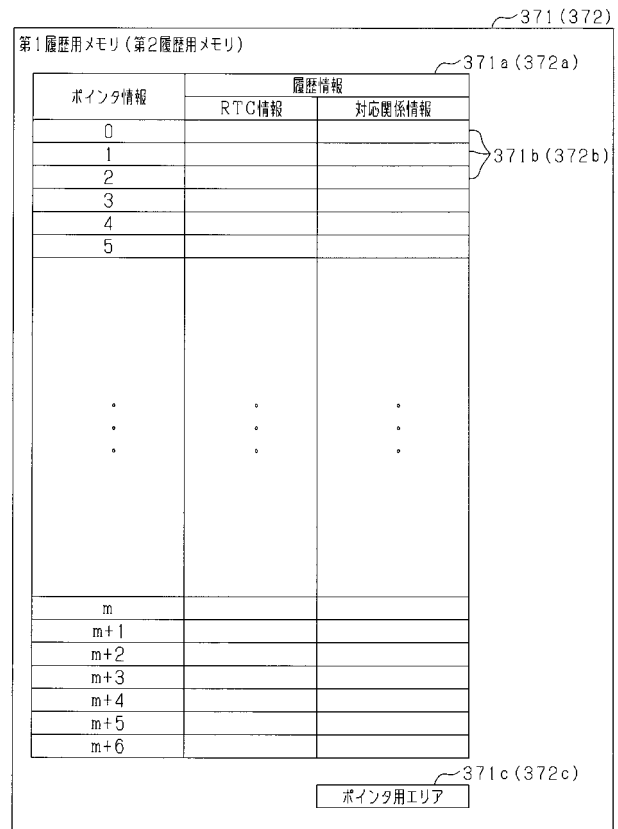 371(372)
第1履歴用メモリ(第2履歴用メモリ)
371a(372a)
ポインタ情報
履歴情報
RTC情報
対応関係情報
0
1
371b(372b)
2
3
4
5
m
m+1
m+2
m+3
m+4
m+5
m+6
371c(372c)
ポインタ用エリア